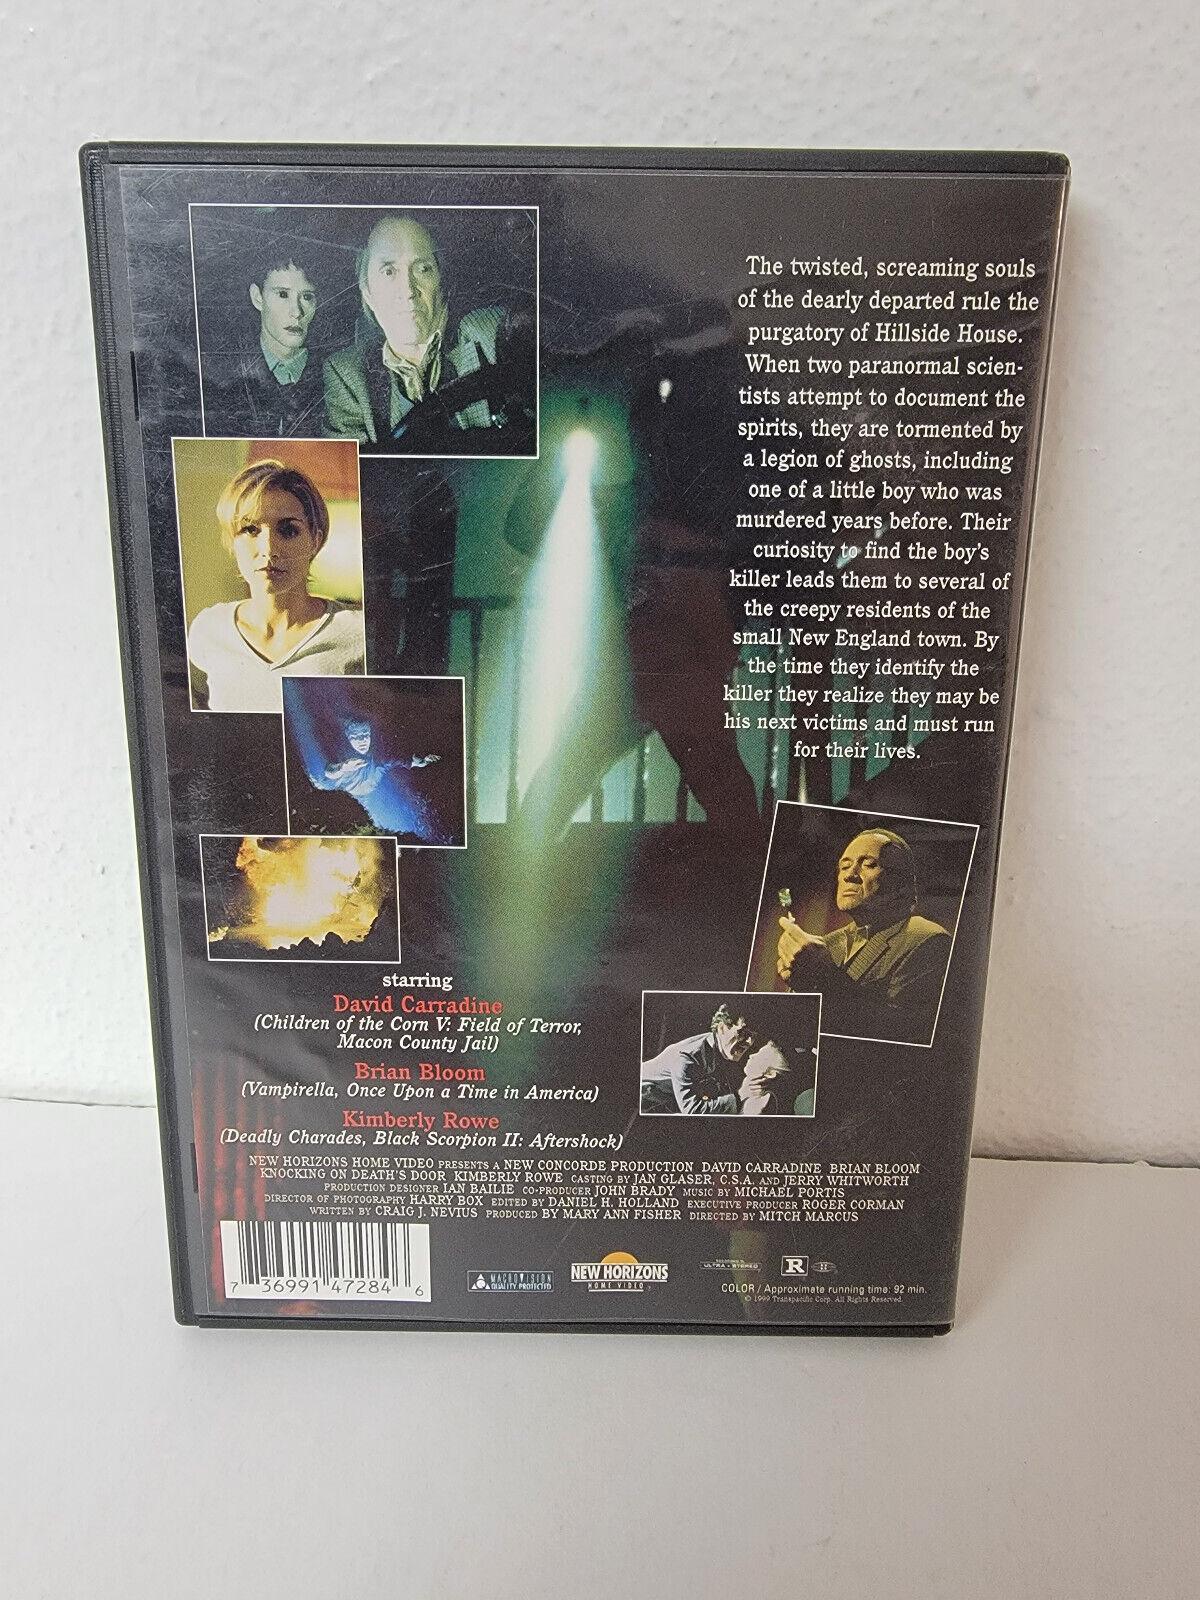 The twisted, screaming souls
of the dearly departed rule the
purgatory of Hillside House.
When two paranormal scien-
tists attempt to document the
spirits, they are tormented by
a legion of ghosts, including
one of a little boy who was
murdered years before. Their
curiosity to find the boy's
killer leads them to several of
the creepy residents of the
small New England town. By
the time they identify the
killer they realize they may be
his next victims and must run
for their lives.
starring
David Carradine
(Children of the Corn V: Field of Terror,
Macon County Jail)
Brian Bloom
(Vampirella, Once Upon a Time in America)
Kimberly Rowe
(Deadly Charades, Black Scorpion II: Aftershock)
NEW HORIZONS HOME VIDEO PRESENTS A NEW CONCORDE PRODUCTION DAVID CARRADINE BRIAN BLOOM
KNOCKING ON DEATH'S DOOR KIMBERLY ROWE CASTING BY JAN GLASER, C.S.A. AND JERRY WHITWORTH
PRODUCTION DESIGNER IAN BAILIE CO-PRODUCER JOHN BRADY MUSIC BY MICHAEL PORTIS
DIRECTOR OF PHOTOGRAPHY HARRY BOX EDITED BY DANIEL H. HOLLAND EXECUTIVE PRODUCER ROGER CORMAN
WRITTEN BY CRAIG J. NEVIUS PRODUCED BY MARY ANN FISHER DIRECTED BY MITCH MARCUS
7 36991 47284 6
MACROVISION
QUALITY PROTECTED
NEW HORIZONS
HOME VIDEO
ULTRA STEREO
R
COLOR / Approximate running time: 92 min.
© 1999 Transpacific Corp. All Rights Reserved.